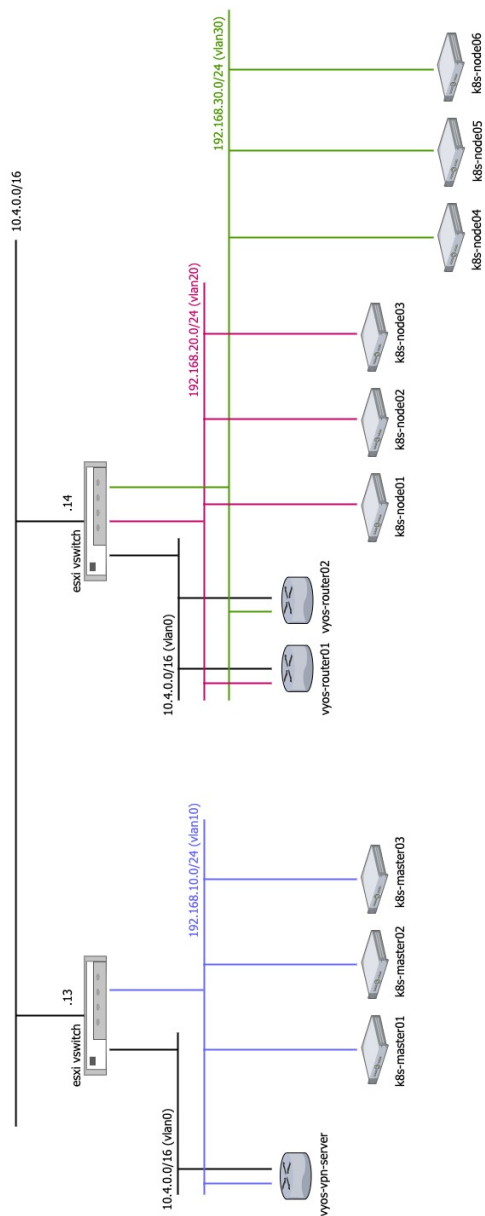 10.4.0.0/16
.13
esxi vswitch
.14
esxi vswitch
10.4.0.0/16 (vlan0)
192.168.10.0/24 (vlan10)
10.4.0.0/16 (vlan0)
192.168.20.0/24 (vlan20)
192.168.30.0/24 (vlan30)
vyos-vpn-server
k8s-master01
k8s-master02
k8s-master03
vyos-router01
vyos-router02
k8s-node01
k8s-node02
k8s-node03
k8s-node04
k8s-node05
k8s-node06